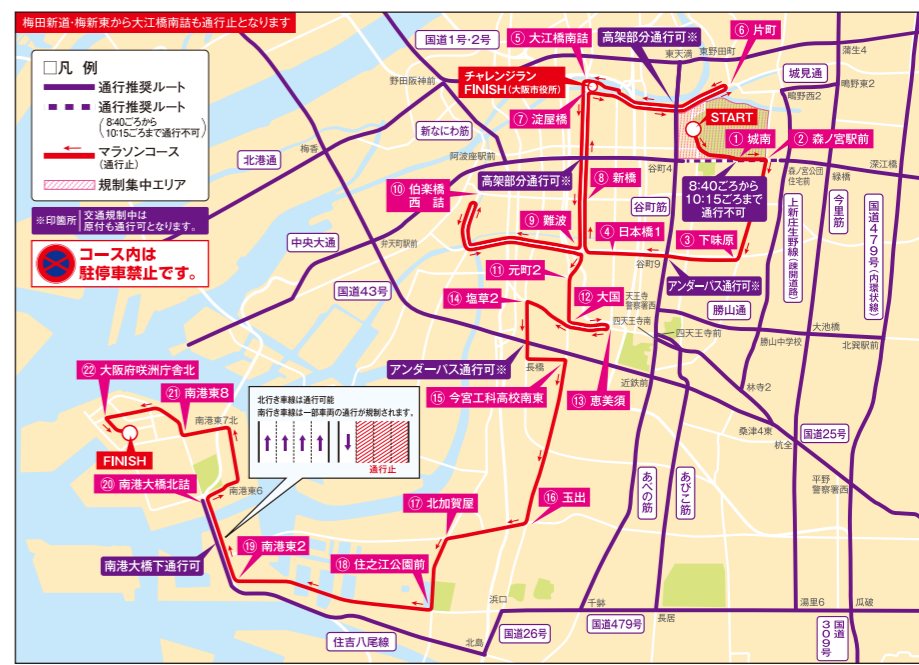 梅田新道・梅新東から大江橋南詰も通行止となります
□凡 例
通行推奨ルート
通行推奨ルート
(8:40ごろから
10:15ごろまで通行不可)
マラソンコース
(通行止)
規制集中エリア
※印箇所 交通規制中は
原付も通行可となります。
コース内は
駐停車禁止です。
国道1号・2号
⑤ 大江橋南詰
高架部分通行可※
⑥ 片町
東天満
東野田町
蒲生4
城見通
鴫野東2
鴫野西2
野田阪神前
チャレンジラン
FINISH(大阪市役所)
⑦ 淀屋橋
START
① 城南
② 森ノ宮駅前
新なにわ筋
北港通
梅香
阿波座駅前
谷町4
森ノ宮公団
住宅前
緑橋
深江橋
高架部分通行可※
⑧ 新橋
8:40ごろから
10:15ごろまで
通行不可
⑩ 伯楽橋
西 詰
谷町筋
上新庄生野線(疎開道路)
今里筋
国道479号(内環状線)
中央大通
弁天町駅前
⑨ 難波
④ 日本橋1
③ 下味原
谷町9
アンダーパス通行可※
国道43号
⑪ 元町2
⑭ 塩草2
⑫ 大国
天王寺
警察署西
四天王寺南
四天王寺前
勝山通
大池橋
勝山中学校
北巽駅前
アンダーパス通行可※
長橋
⑬ 恵美須
近鉄前
林寺2
⑮ 今宮工科高校南東
㉒ 大阪府咲洲庁舎北
㉑ 南港東8
南港東7北
北行き車線は通行可能
南行き車線は一部車両の通行が規制されます。
通行止
FINISH
桑津4東
杭全
国道25号
平野
警察署西
⑳ 南港大橋北詰
南港東6
あべの筋
あびこ筋
⑰ 北加賀屋
⑯ 玉出
⑲ 南港東2
南港大橋下通行可
⑱ 住之江公園前
浜口
千躰
長居
湯里6
瓜破
住吉八尾線
北島
国道26号
国道479号
国道309号